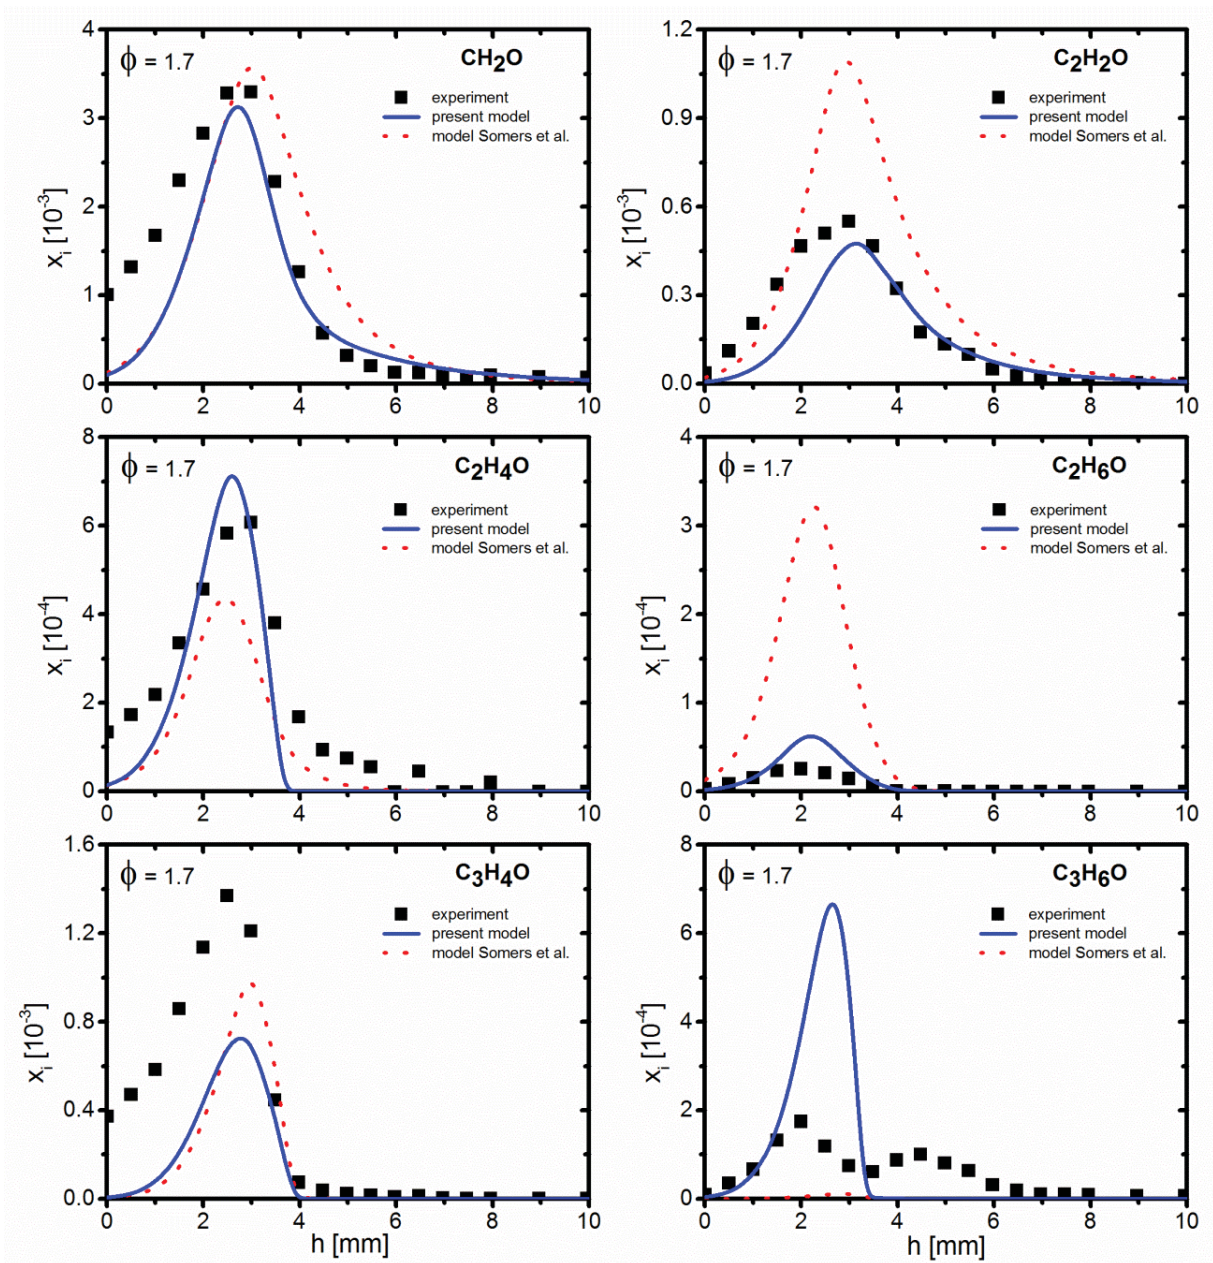 ϕ = 1.7
CH2O
experiment
present model
model Somers et al.
xi [10-3]
4
3
2
1
0
0 2 4 6 8 10
ϕ = 1.7
C2H2O
experiment
present model
model Somers et al.
xi [10-3]
1.2
0.9
0.6
0.3
0.0
0 2 4 6 8 10
ϕ = 1.7
C2H4O
experiment
present model
model Somers et al.
xi [10-4]
8
6
4
2
0
0 2 4 6 8 10
ϕ = 1.7
C2H6O
experiment
present model
model Somers et al.
xi [10-4]
4
3
2
1
0
0 2 4 6 8 10
ϕ = 1.7
C3H4O
experiment
present model
model Somers et al.
xi [10-3]
1.6
1.2
0.8
0.4
0.0
0 2 4 6 8 10
h [mm]
ϕ = 1.7
C3H6O
experiment
present model
model Somers et al.
xi [10-4]
8
6
4
2
0
0 2 4 6 8 10
h [mm]